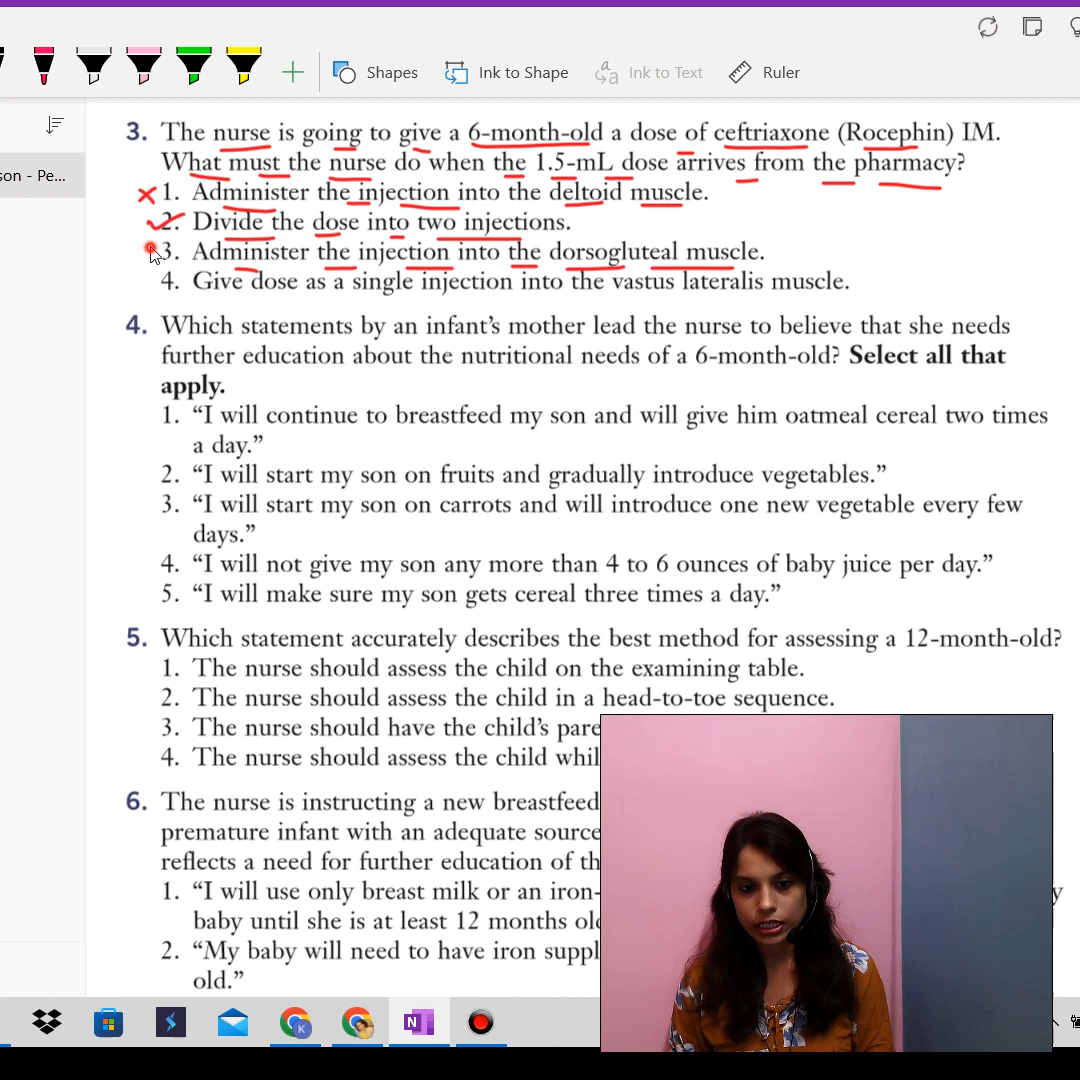 Shapes
Ink to Shape
Ink to Text
Ruler
son - Pe...
3. The nurse is going to give a 6-month-old a dose of ceftriaxone (Rocephin) IM.
What must the nurse do when the 1.5-mL dose arrives from the pharmacy?
1. Administer the injection into the deltoid muscle.
2. Divide the dose into two injections.
3. Administer the injection into the dorsogluteal muscle.
4. Give dose as a single injection into the vastus lateralis muscle.
4. Which statements by an infant’s mother lead the nurse to believe that she needs
further education about the nutritional needs of a 6-month-old? Select all that
apply.
1. “I will continue to breastfeed my son and will give him oatmeal cereal two times
a day.”
2. “I will start my son on fruits and gradually introduce vegetables.”
3. “I will start my son on carrots and will introduce one new vegetable every few
days.”
4. “I will not give my son any more than 4 to 6 ounces of baby juice per day.”
5. “I will make sure my son gets cereal three times a day.”
5. Which statement accurately describes the best method for assessing a 12-month-old?
1. The nurse should assess the child on the examining table.
2. The nurse should assess the child in a head-to-toe sequence.
3. The nurse should have the child’s pare
4. The nurse should assess the child whil
6. The nurse is instructing a new breastfeed
premature infant with an adequate source
reflects a need for further education of th
1. “I will use only breast milk or an iron- y
baby until she is at least 12 months old
2. “My baby will need to have iron suppl
old.”
K
N